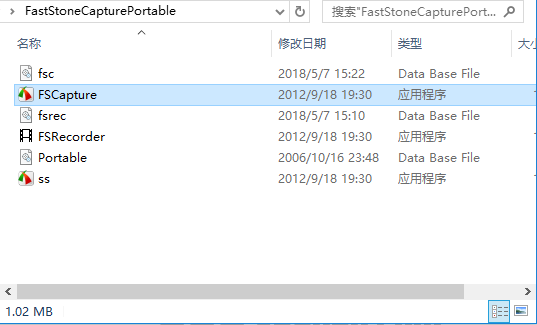 FastStoneCapturePortable
搜索"FastStoneCapturePort...
名称 修改日期 类型 大小
fsc 2018/5/7 15:22 Data Base File
FSCapture 2012/9/18 19:30 应用程序
fsrec 2018/5/7 15:10 Data Base File
FSRecorder 2012/9/18 19:30 应用程序
Portable 2006/10/16 23:48 Data Base File
ss 2012/9/18 19:30 应用程序
1.02 MB